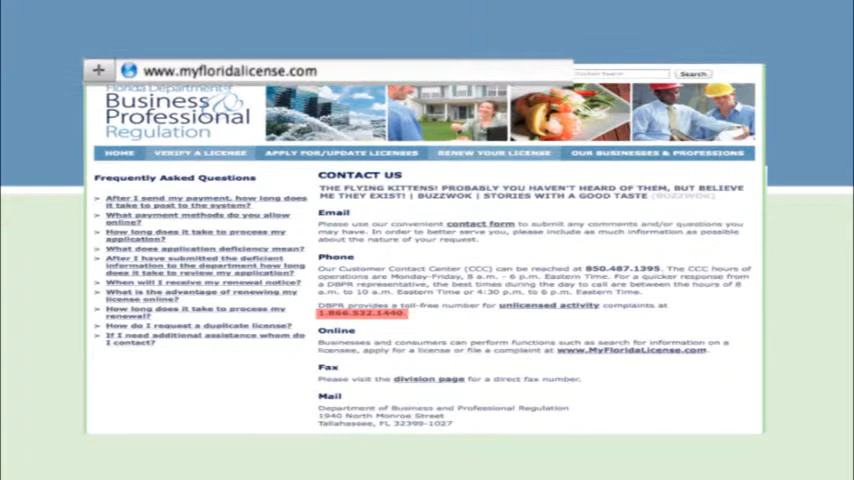 www.myfloridalicense.com
Search
Florida Department of
Business &
Professional
Regulation
HOME
VERIFY A LICENSE
APPLY FOR/UPDATE LICENSES
RENEW YOUR LICENSE
OUR BUSINESSES & PROFESSIONS
Frequently Asked Questions
> After I send my payment, how long does
it take to post to the system?
> What payment methods do you allow
online?
> How long does it take to process my
application?
> What does application deficiency mean?
> After I have submitted the deficient
information to the department how long
does it take to review my application?
> When will I receive my renewal notice?
> What is the advantage of renewing my
license online?
> How long does it take to process my
renewal?
> How do I request a duplicate license?
> If I need additional assistance whom do
I contact?
CONTACT US
THE FLYING KITTENS! PROBABLY YOU HAVEN'T HEARD OF THEM, BUT BELIEVE
ME THEY EXIST! | BUZZWOK | STORIES WITH A GOOD TASTE (BUZZWOK)
Email
Please use our convenient contact form to submit any comments and/or questions you
may have. In order to better serve you, please include as much information as possible
about the nature of your request.
Phone
Our Customer Contact Center (CCC) can be reached at 850.487.1395. The CCC hours of
operations are Monday-Friday, 8 a.m. - 6 p.m. Eastern Time. For a quicker response from
a DBPR representative, the best times during the day to call are between the hours of 8
a.m. to 10 a.m. Eastern Time or 4:30 p.m. to 6 p.m. Eastern Time.
DBPR provides a toll-free number for unlicensed activity complaints at
1.866.532.1440.
Online
Businesses and consumers can perform functions such as search for information on a
licensee, apply for a license or file a complaint at www.MyFloridaLicense.com.
Fax
Please visit the division page for a direct fax number.
Mail
Department of Business and Professional Regulation
1940 North Monroe Street
Tallahassee, FL 32399-1027